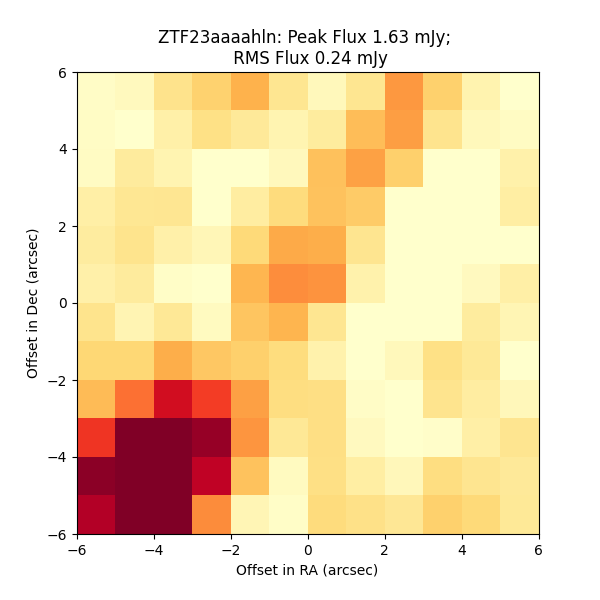 ZTF23aaaahln: Peak Flux 1.63 mJy;
RMS Flux 0.24 mJy
6
4
2
0
−2
−4
−6
Offset in Dec (arcsec)
−6 −4 −2 0 2 4 6
Offset in RA (arcsec)